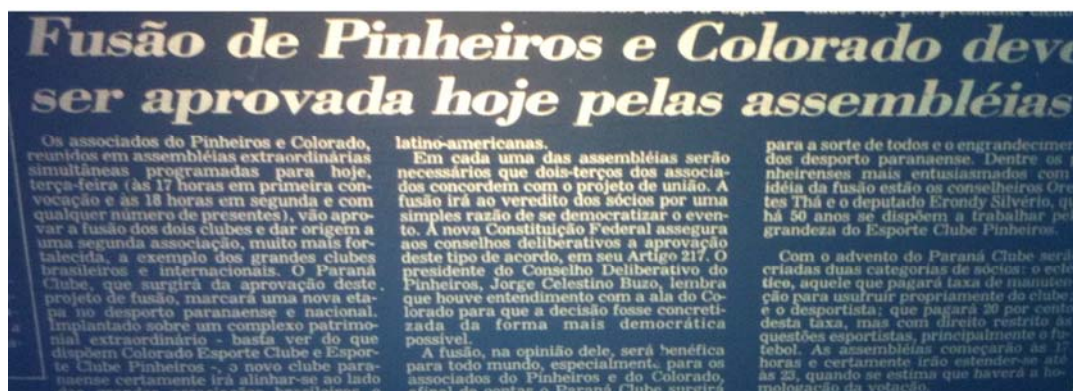 Fusão de Pinheiros e Colorado deve
ser aprovada hoje pelas assembléias
Os associados do Pinheiros e Colorado,
reunidos em assembléias extraordinárias
simultâneas programadas para hoje,
terça-feira (às 17 horas em primeira con-
vocação e às 18 horas em segunda e com
qualquer número de presentes), vão apro-
var a fusão dos dois clubes e dar origem a
uma segunda associação, muito mais for-
talecida, a exemplo dos grandes clubes
brasileiros e internacionais. O Paraná
Clube, que surgirá da aprovação deste
projeto de fusão, marcará uma nova eta-
pa no desporto paranaense e nacional.
Implantado sobre um complexo patrimo-
nial extraordinário - basta ver do que
dispõem Colorado Esporte Clube e Espor-
te Clube Pinheiros -, o novo clube para-
naense certamente irá alinhar-se ao lado
latino-americanas.
Em cada uma das assembléias serão
necessários que dois-terços dos associa-
dos concordem com o projeto de união. A
fusão irá ao veredito dos sócios por uma
simples razão de se democratizar o even-
to. A nova Constituição Federal assegura
aos conselhos deliberativos a aprovação
deste tipo de acordo, em seu Artigo 217. O
presidente do Conselho Deliberativo do
Pinheiros, Jorge Celestino Buzo, lembra
que houve entendimento com a ala do Co-
lorado para que a decisão fosse concreti-
zada da forma mais democrática
possível.
A fusão, na opinião dele, será benéfica
para todo mundo, especialmente para os
associados do Pinheiros e do Colorado,
para a sorte de todos e o engrandecimen
dos desporto paranaense. Dentre os
nheirenses mais entusiasmados com
idéia da fusão estão os conselheiros Ore
tes Thá e o deputado Erondy Silvério, qu
há 50 anos se dispõem a trabalhar pel
grandeza do Esporte Clube Pinheiros.
Com o advento do Paraná Clube serã
criadas duas categorias de sócios: o eclé
tico, aquele que pagará taxa de manuten
ção para usufruir propriamente do clube,
e o desportista; que pagará 20 por cento
desta taxa, mas com direito restrito às
questões esportistas, principalmente o fu-
tebol. As assembléias começarão às 17
horas e certamente irão estender-se até
às 23, quando se estima que haverá a ho-
mologação da votação.